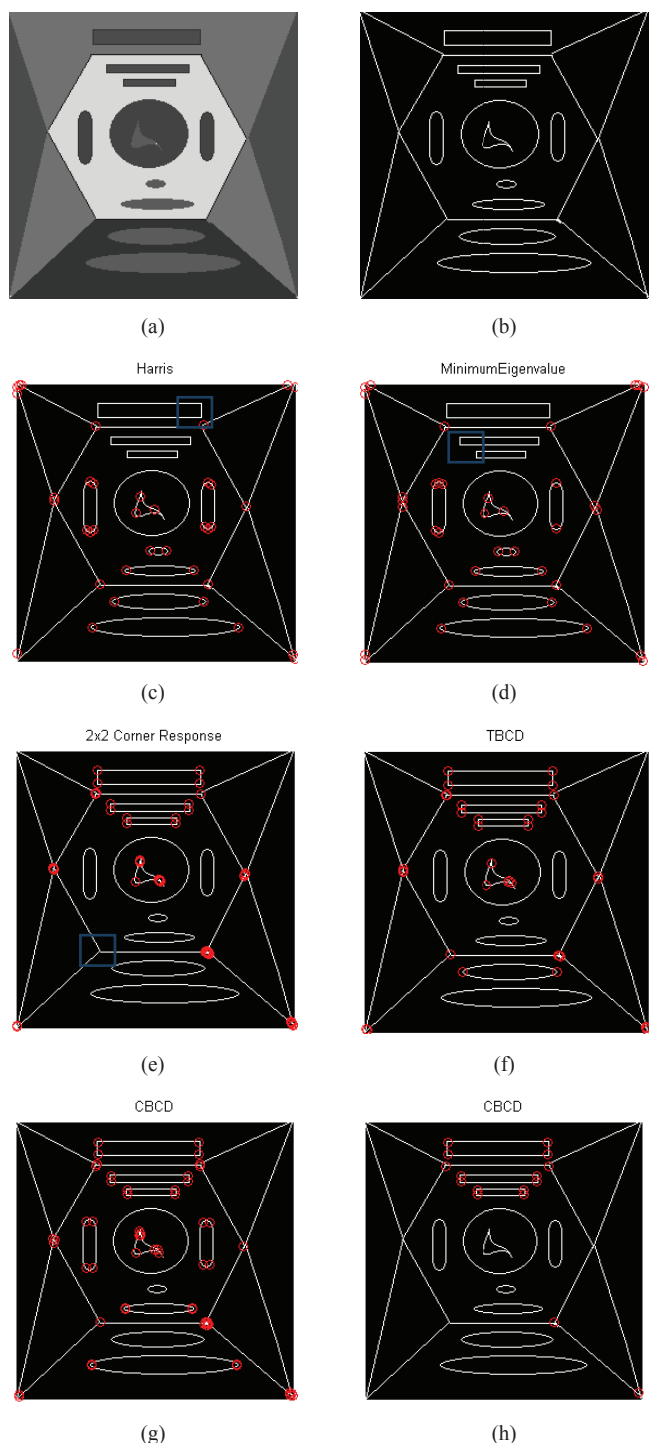 (a)
(b)
Harris
MinimumEigenvalue
(c)
(d)
2x2 Corner Response
TBCD
(e)
(f)
CBCD
CBCD
(g)
(h)